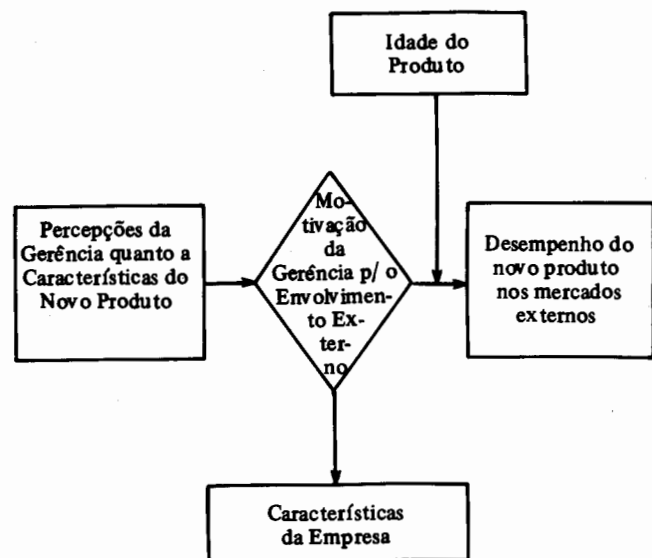 Idade do
Produto
Percepções da
Gerência quanto a
Características do
Novo Produto
Mo-
tivação
da
Gerência p/ o
Envolvimen-
to Ex-
ter-
no
Desempenho do
novo produto
nos mercados
externos
Características
da Empresa